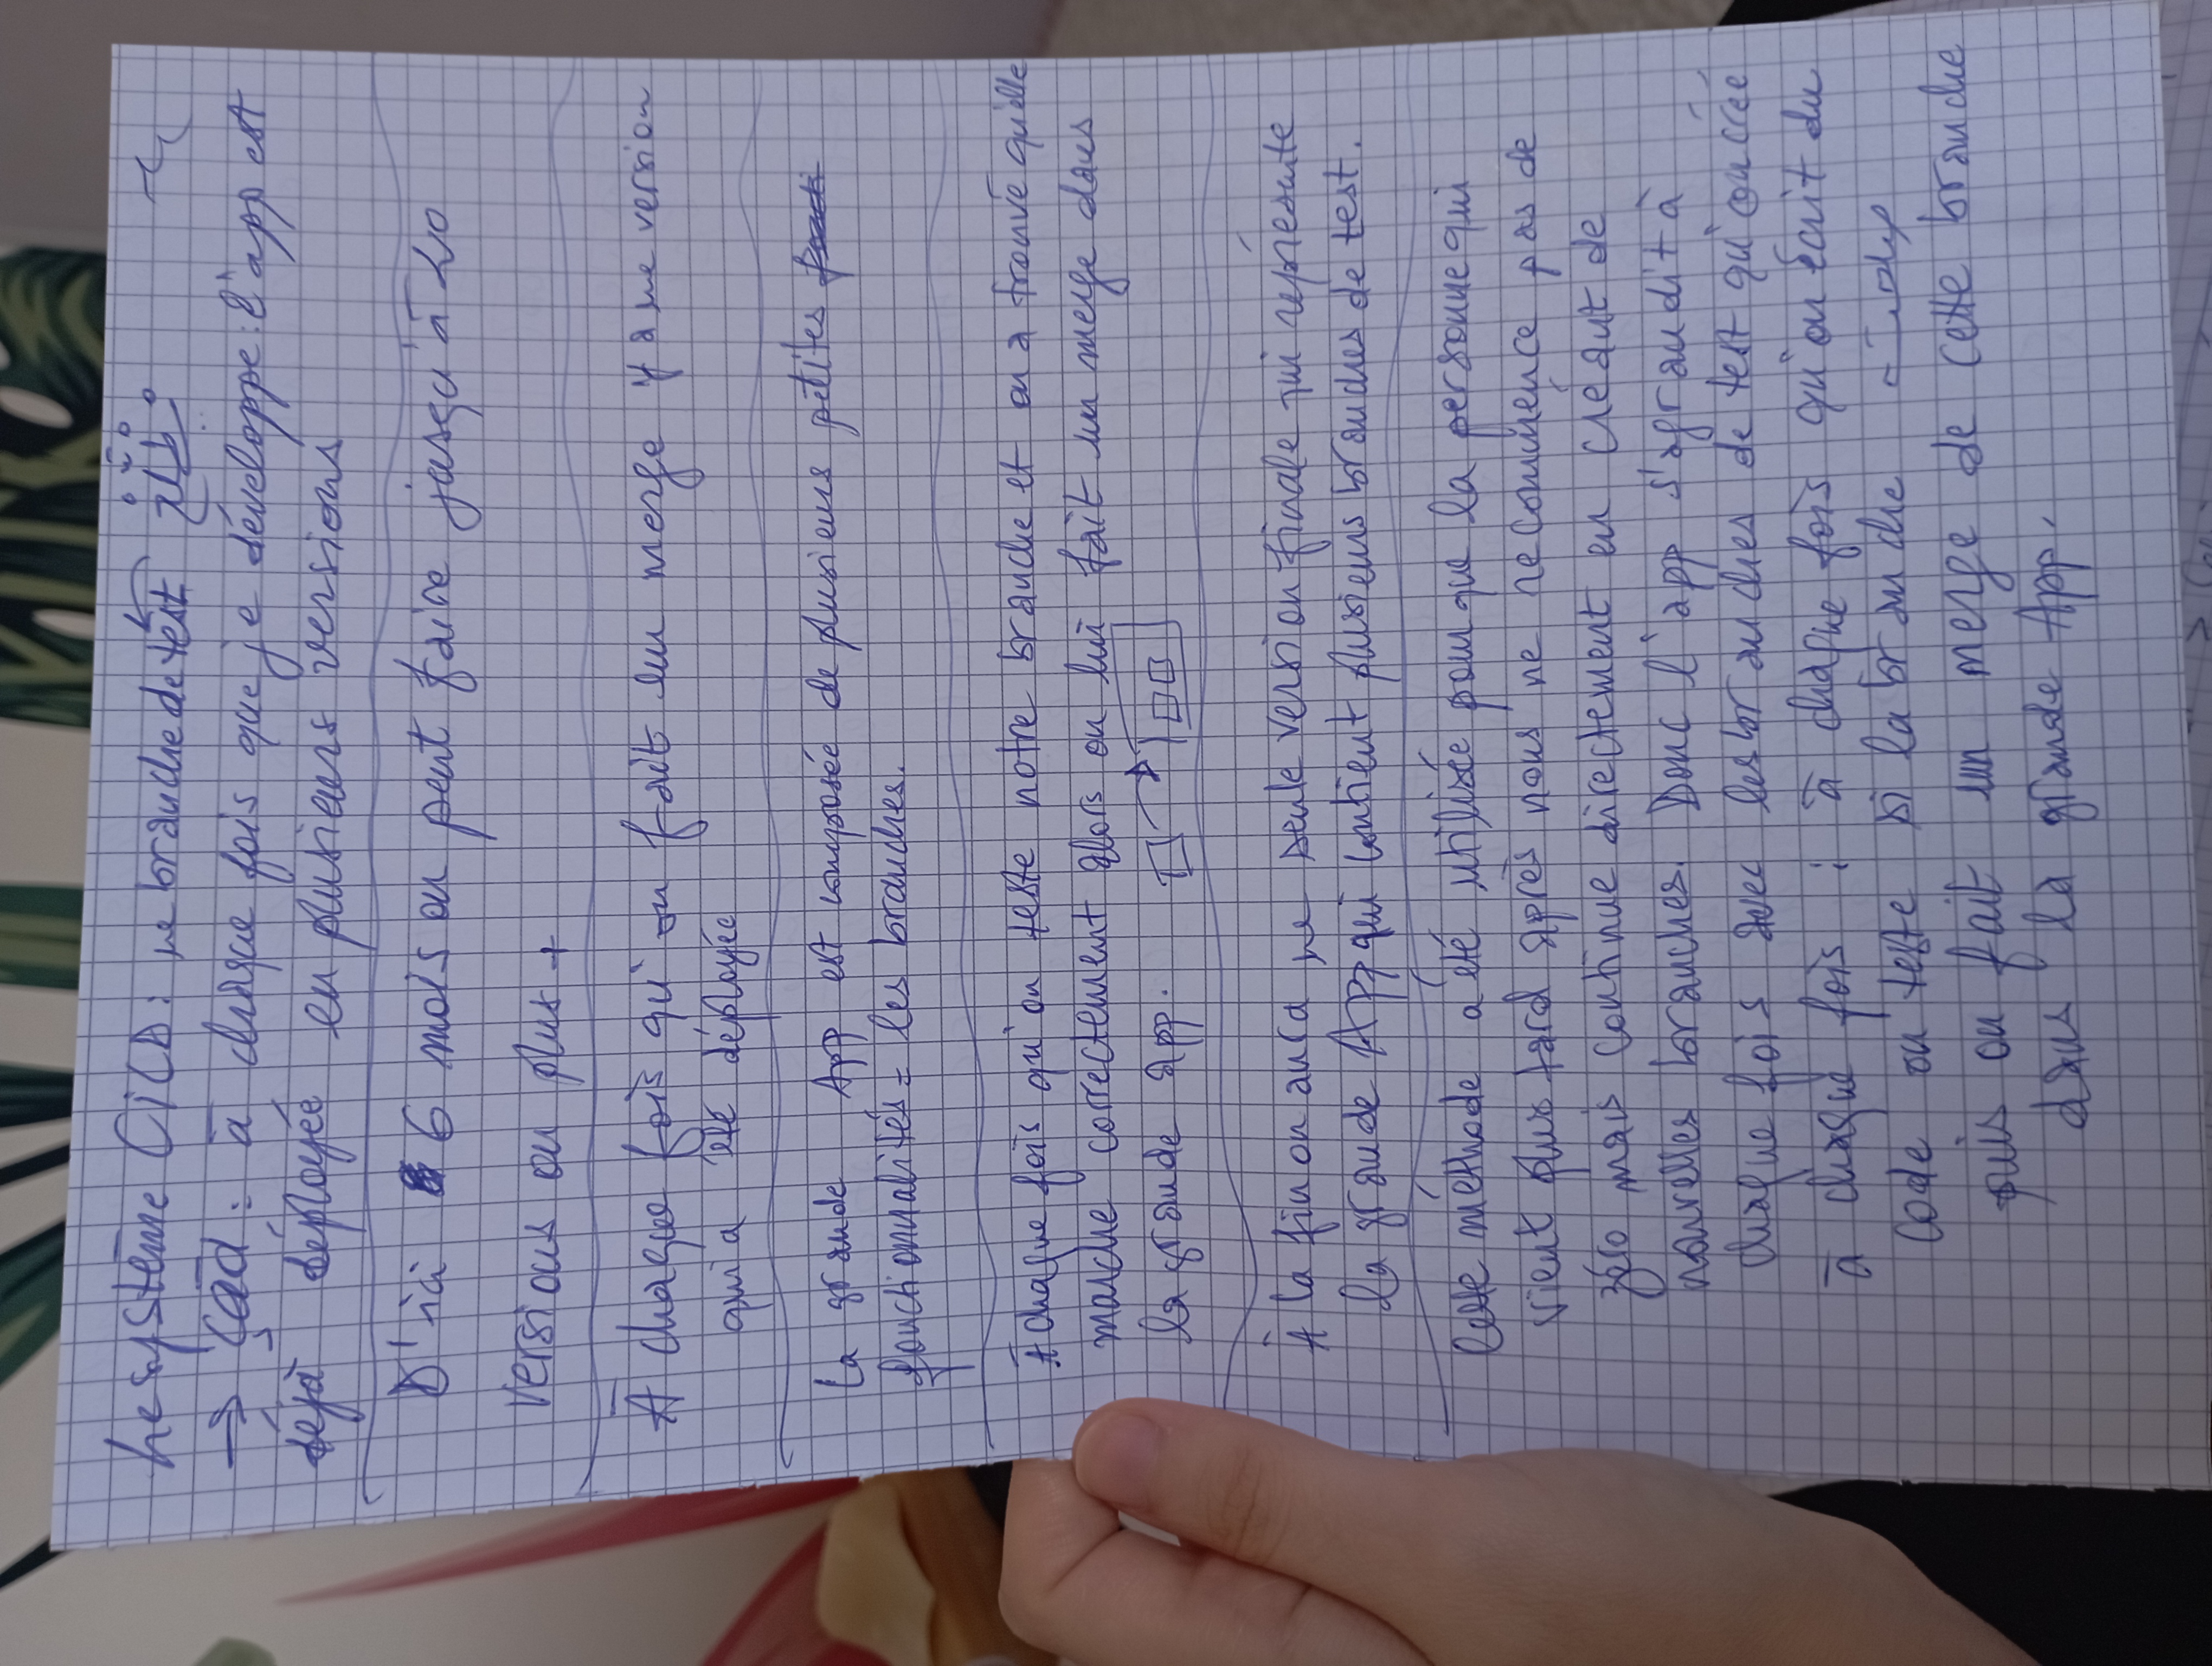 Le système CiCD : une branche de test
→ Càd : à chaque fois que je développe : l'app est
déjà déployée en plusieurs versions
D'ici 6 mois on peut faire jusqu'à 20
versions ou plus +
À chaque fois qu'on fait un merge y a une version
qui a été déployée
La grande App est composée de plusieurs petites
fonctionnalités = les branches.
À chaque fois qu'on teste notre branche et on a trouvé qu'elle
marche correctement alors on lui fait un merge dans
la grande app.
À la fin on aura une seule version finale qui représente
la grande App qui contient plusieurs branches de test.
Cette méthode a été utilisée pour que la personne qui
vient plus tard après nous ne recommence pas de
zéro mais continue directement en créant de
nouvelles branches. Donc l'app s'agrandit à
chaque fois avec les branches de test qu'on créé
à chaque fois : à chaque fois qu'on écrit du
code on teste si la branche
puis on fait un merge de cette branche
dans la grande App.